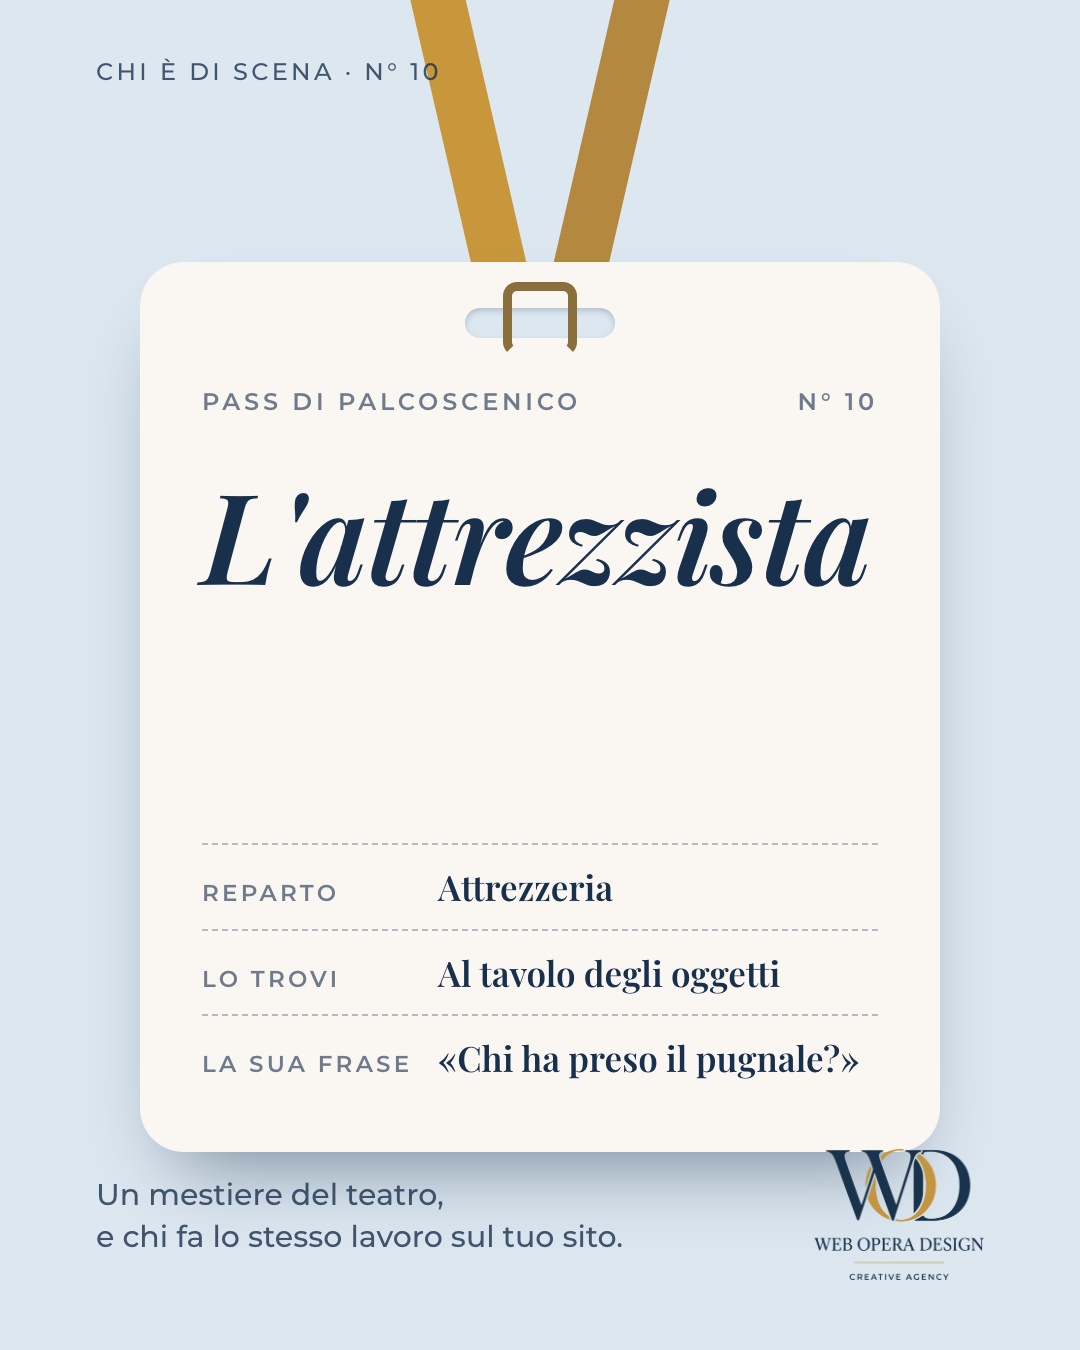 CHI È DI SCENA · N° 10
PASS DI PALCOSCENICO N° 10
L'attrezzista
REPARTO Attrezzeria
LO TROVI Al tavolo degli oggetti
LA SUA FRASE «Chi ha preso il pugnale?»
Un mestiere del teatro,
e chi fa lo stesso lavoro sul tuo sito.
WOD
WEB OPERA DESIGN
CREATIVE AGENCY